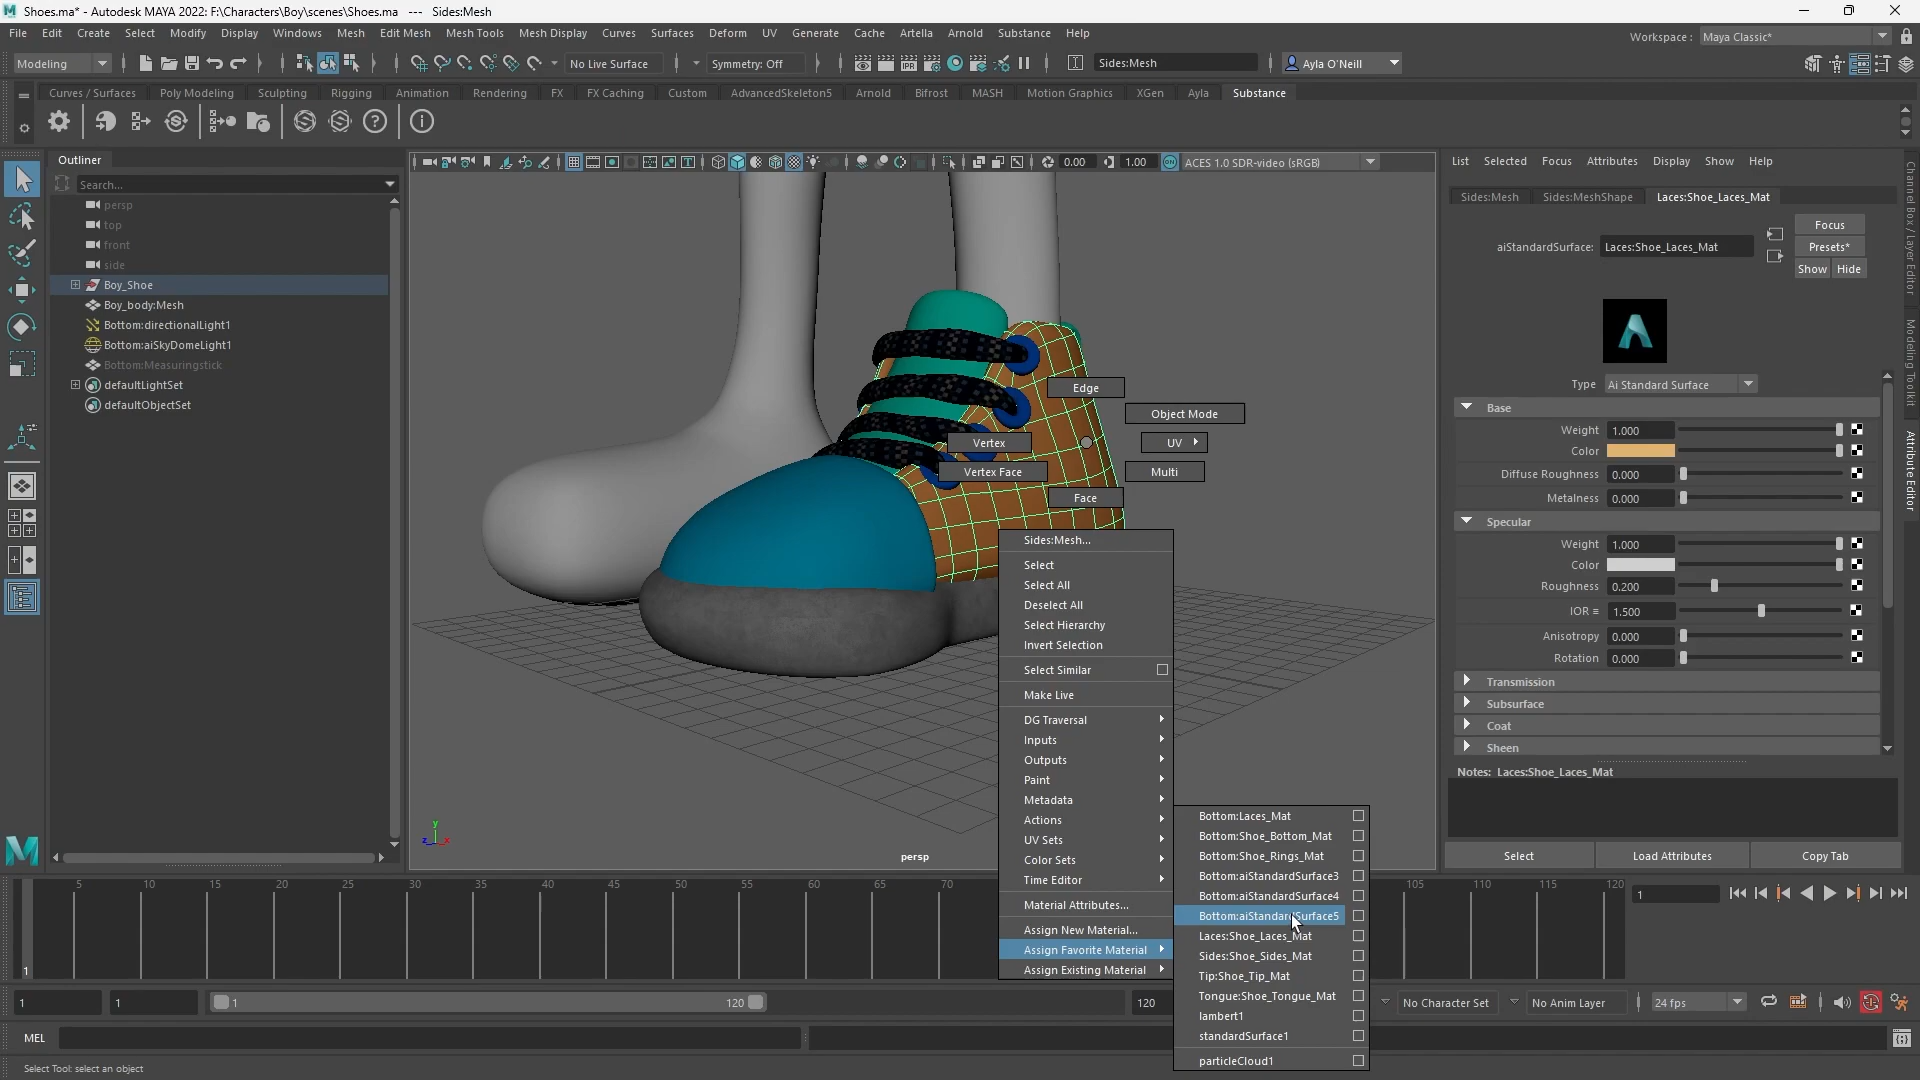 Shoes.ma* - Autodesk MAYA 2022: F:\Characters\Boy\scenes\Shoes.ma --- Sides:Mesh
File Edit Create Select Modify Display Windows Mesh Edit Mesh Mesh Tools Mesh Display Curves Surfaces Deform UV Generate Cache Artella Arnold Substance Help
Workspace : Maya Classic*
Modeling
No Live Surface
Symmetry: Off
IPR
Sides:Mesh
Ayla O'Neill
Curves / Surfaces Poly Modeling Sculpting Rigging Animation Rendering FX FX Caching Custom AdvancedSkeleton5 Arnold Bifrost MASH Motion Graphics XGen Ayla Substance
Outliner
Search...
persp
top
front
side
Boy_Shoe
Boy_body:Mesh
Bottom:directionalLight1
Bottom:aiSkyDomeLight1
Bottom:Measuringstick
defaultLightSet
defaultObjectSet
0.00
1.00
ON
ACES 1.0 SDR-video (sRGB)
Edge
Object Mode
Vertex
UV
Vertex Face
Multi
Face
Sides:Mesh...
Select
Select All
Deselect All
Select Hierarchy
Invert Selection
Select Similar
Make Live
DG Traversal
Inputs
Outputs
Paint
Metadata
Actions
UV Sets
Color Sets
Time Editor
Material Attributes...
Assign New Material...
Assign Favorite Material
Assign Existing Material
Bottom:Laces_Mat
Bottom:Shoe_Bottom_Mat
Bottom:Shoe_Rings_Mat
Bottom:aiStandardSurface3
Bottom:aiStandardSurface4
Bottom:aiStandardSurface5
Laces:Shoe_Laces_Mat
Sides:Shoe_Sides_Mat
Tip:Shoe_Tip_Mat
Tongue:Shoe_Tongue_Mat
lambert1
standardSurface1
particleCloud1
y
z x
persp
List Selected Focus Attributes Display Show Help
Sides:Mesh Sides:MeshShape Laces:Shoe_Laces_Mat
aiStandardSurface: Laces:Shoe_Laces_Mat
Focus
Presets*
Show Hide
Type Ai Standard Surface
Base
Weight 1.000
Color
Diffuse Roughness 0.000
Metalness 0.000
Specular
Weight 1.000
Color
Roughness 0.200
IOR 1.500
Anisotropy 0.000
Rotation 0.000
Transmission
Subsurface
Coat
Sheen
Notes: Laces:Shoe_Laces_Mat
Select Load Attributes Copy Tab
Channel Box / Layer Editor
Modeling Toolkit
Attribute Editor
5 10 15 20 25 30 35 40 45 50 55 60 65 70 105 110 115 120
1
1
1 1 1 120 120
No Character Set
No Anim Layer
24 fps
MEL
Select Tool: select an object